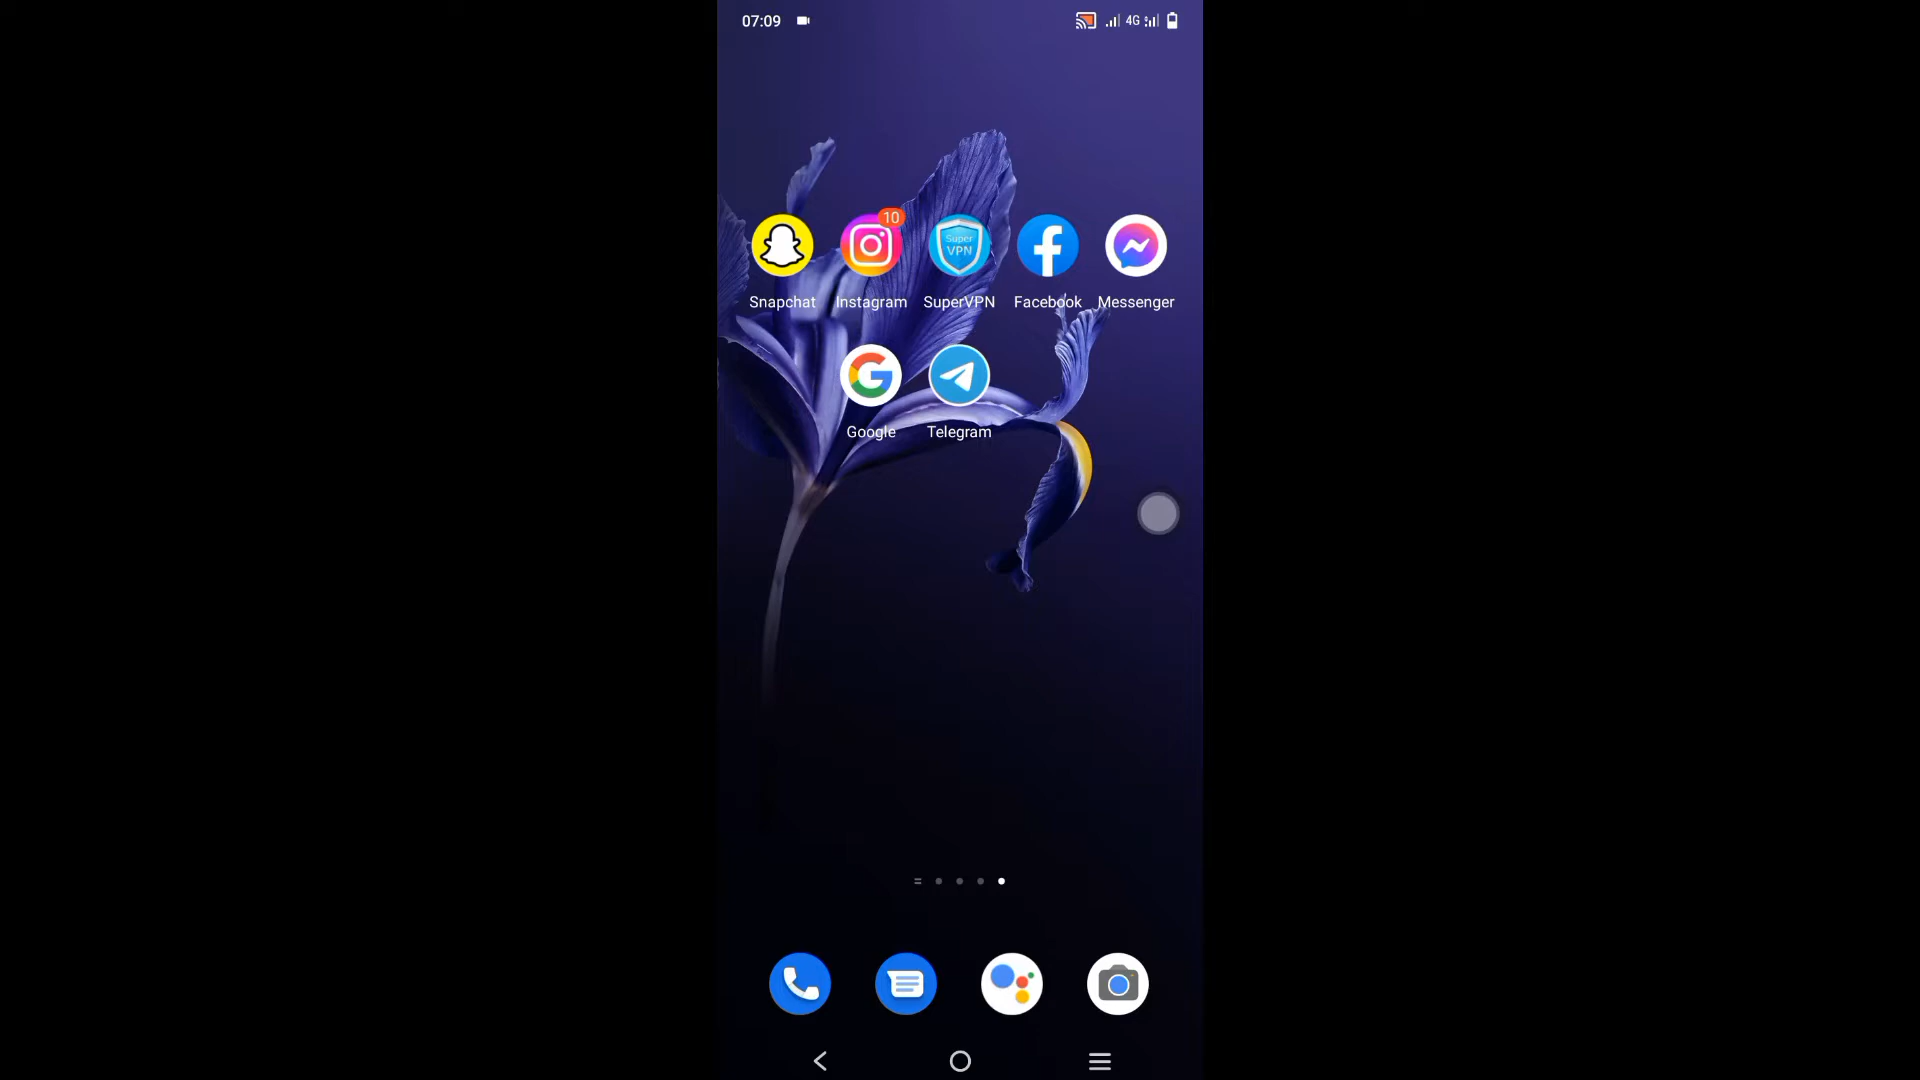 07:09
4G
10
Super
VPN
Snapchat Instagram SuperVPN Facebook Messenger
Google Telegram